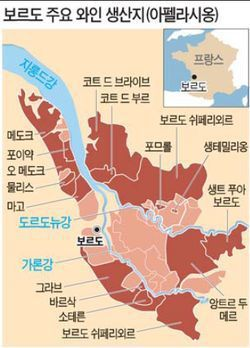 보르도 주요 와인 생산지(아펠라시옹)
프랑스
보르도
지롱드강
코트 드 브라이브
코트 드 부르
보르도 쉬페리외르
메도크
포이약
오 메도크
물리스
마고
포므롤
생테밀리옹
생트 푸아
보르도
도르도뉴강
보르도
가론강
그라브
바르삭
소테른
보르도 쉬페리외르
앙트르 두
메르